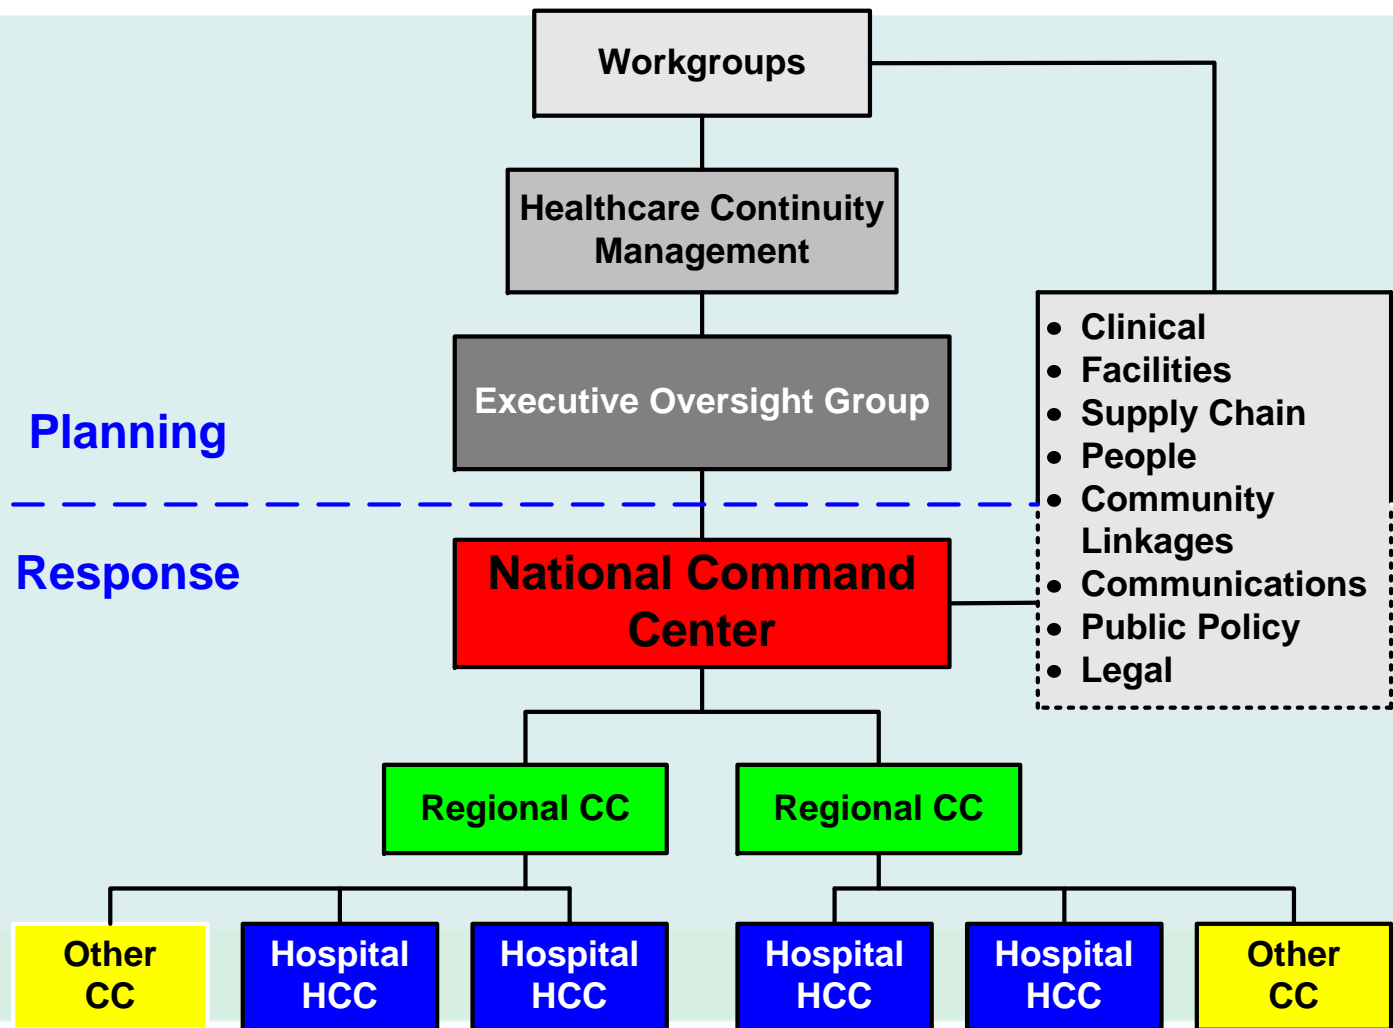 Workgroups
Healthcare Continuity
Management
Executive Oversight Group
Planning
• Clinical
• Facilities
• Supply Chain
• People
• Community
Linkages
• Communications
• Public Policy
• Legal
Response
National Command
Center
Regional CC
Regional CC
Other
CC
Hospital
HCC
Hospital
HCC
Hospital
HCC
Hospital
HCC
Other
CC